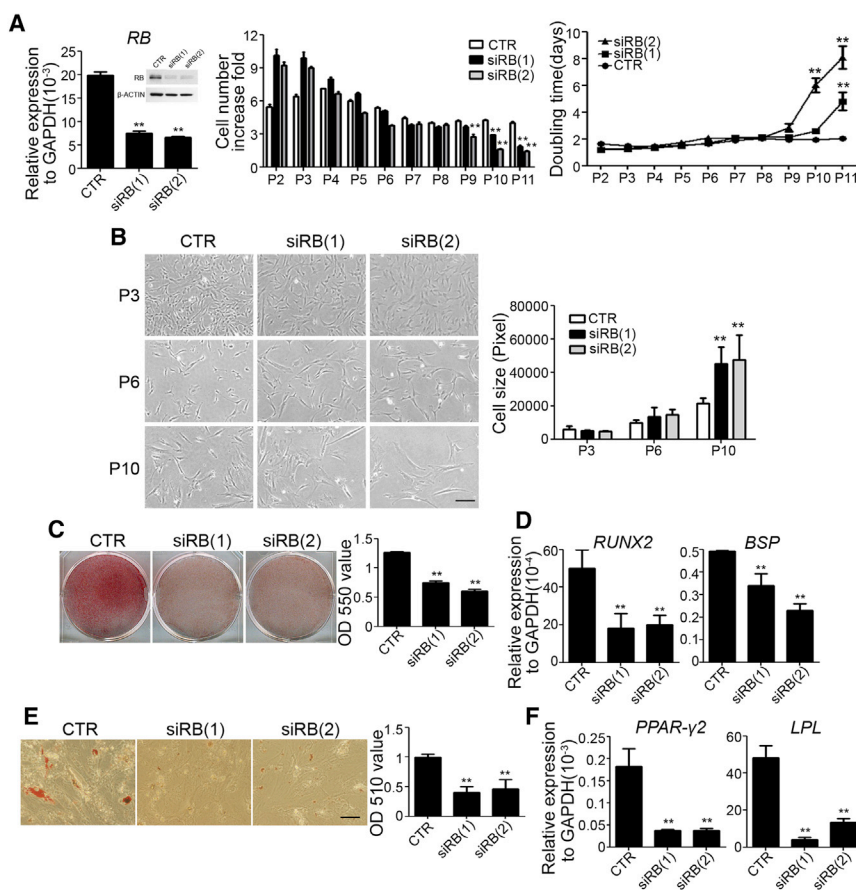 A
RB
CTR siRB(1) siRB(2)
RB
β-ACTIN
Relative expression
to GAPDH(10⁻³)
25
20
15
10
5
0
**
**
CTR
siRB(1)
siRB(2)
Cell number
increase fold
12
9
6
3
0
CTR
siRB(1)
siRB(2)
**
**
**
**
**
P2 P3 P4 P5 P6 P7 P8 P9 P10 P11
Doubling time(days)
10
8
6
4
2
0
siRB(2)
siRB(1)
CTR
**
**
**
P2 P3 P4 P5 P6 P7 P8 P9 P10 P11
B
CTR siRB(1) siRB(2)
P3
P6
P10
Cell size (Pixel)
80000
60000
40000
20000
0
CTR
siRB(1)
siRB(2)
**
**
P3 P6 P10
C
CTR siRB(1) siRB(2)
OD 550 value
1.5
1
0.5
0
**
**
CTR
siRB(1)
siRB(2)
D
RUNX2
Relative expression
to GAPDH(10⁻⁴)
60
40
20
0
**
**
CTR
siRB(1)
siRB(2)
BSP
0.5
0.4
0.3
0.2
0.1
0
**
**
CTR
siRB(1)
siRB(2)
E
CTR siRB(1) siRB(2)
OD 510 value
1.5
1
0.5
0
**
**
CTR
siRB(1)
siRB(2)
F
PPAR-γ2
Relative expression
to GAPDH(10⁻³)
0.25
0.2
0.15
0.1
0.05
0
**
**
CTR
siRB(1)
siRB(2)
LPL
60
40
20
0
**
**
CTR
siRB(1)
siRB(2)